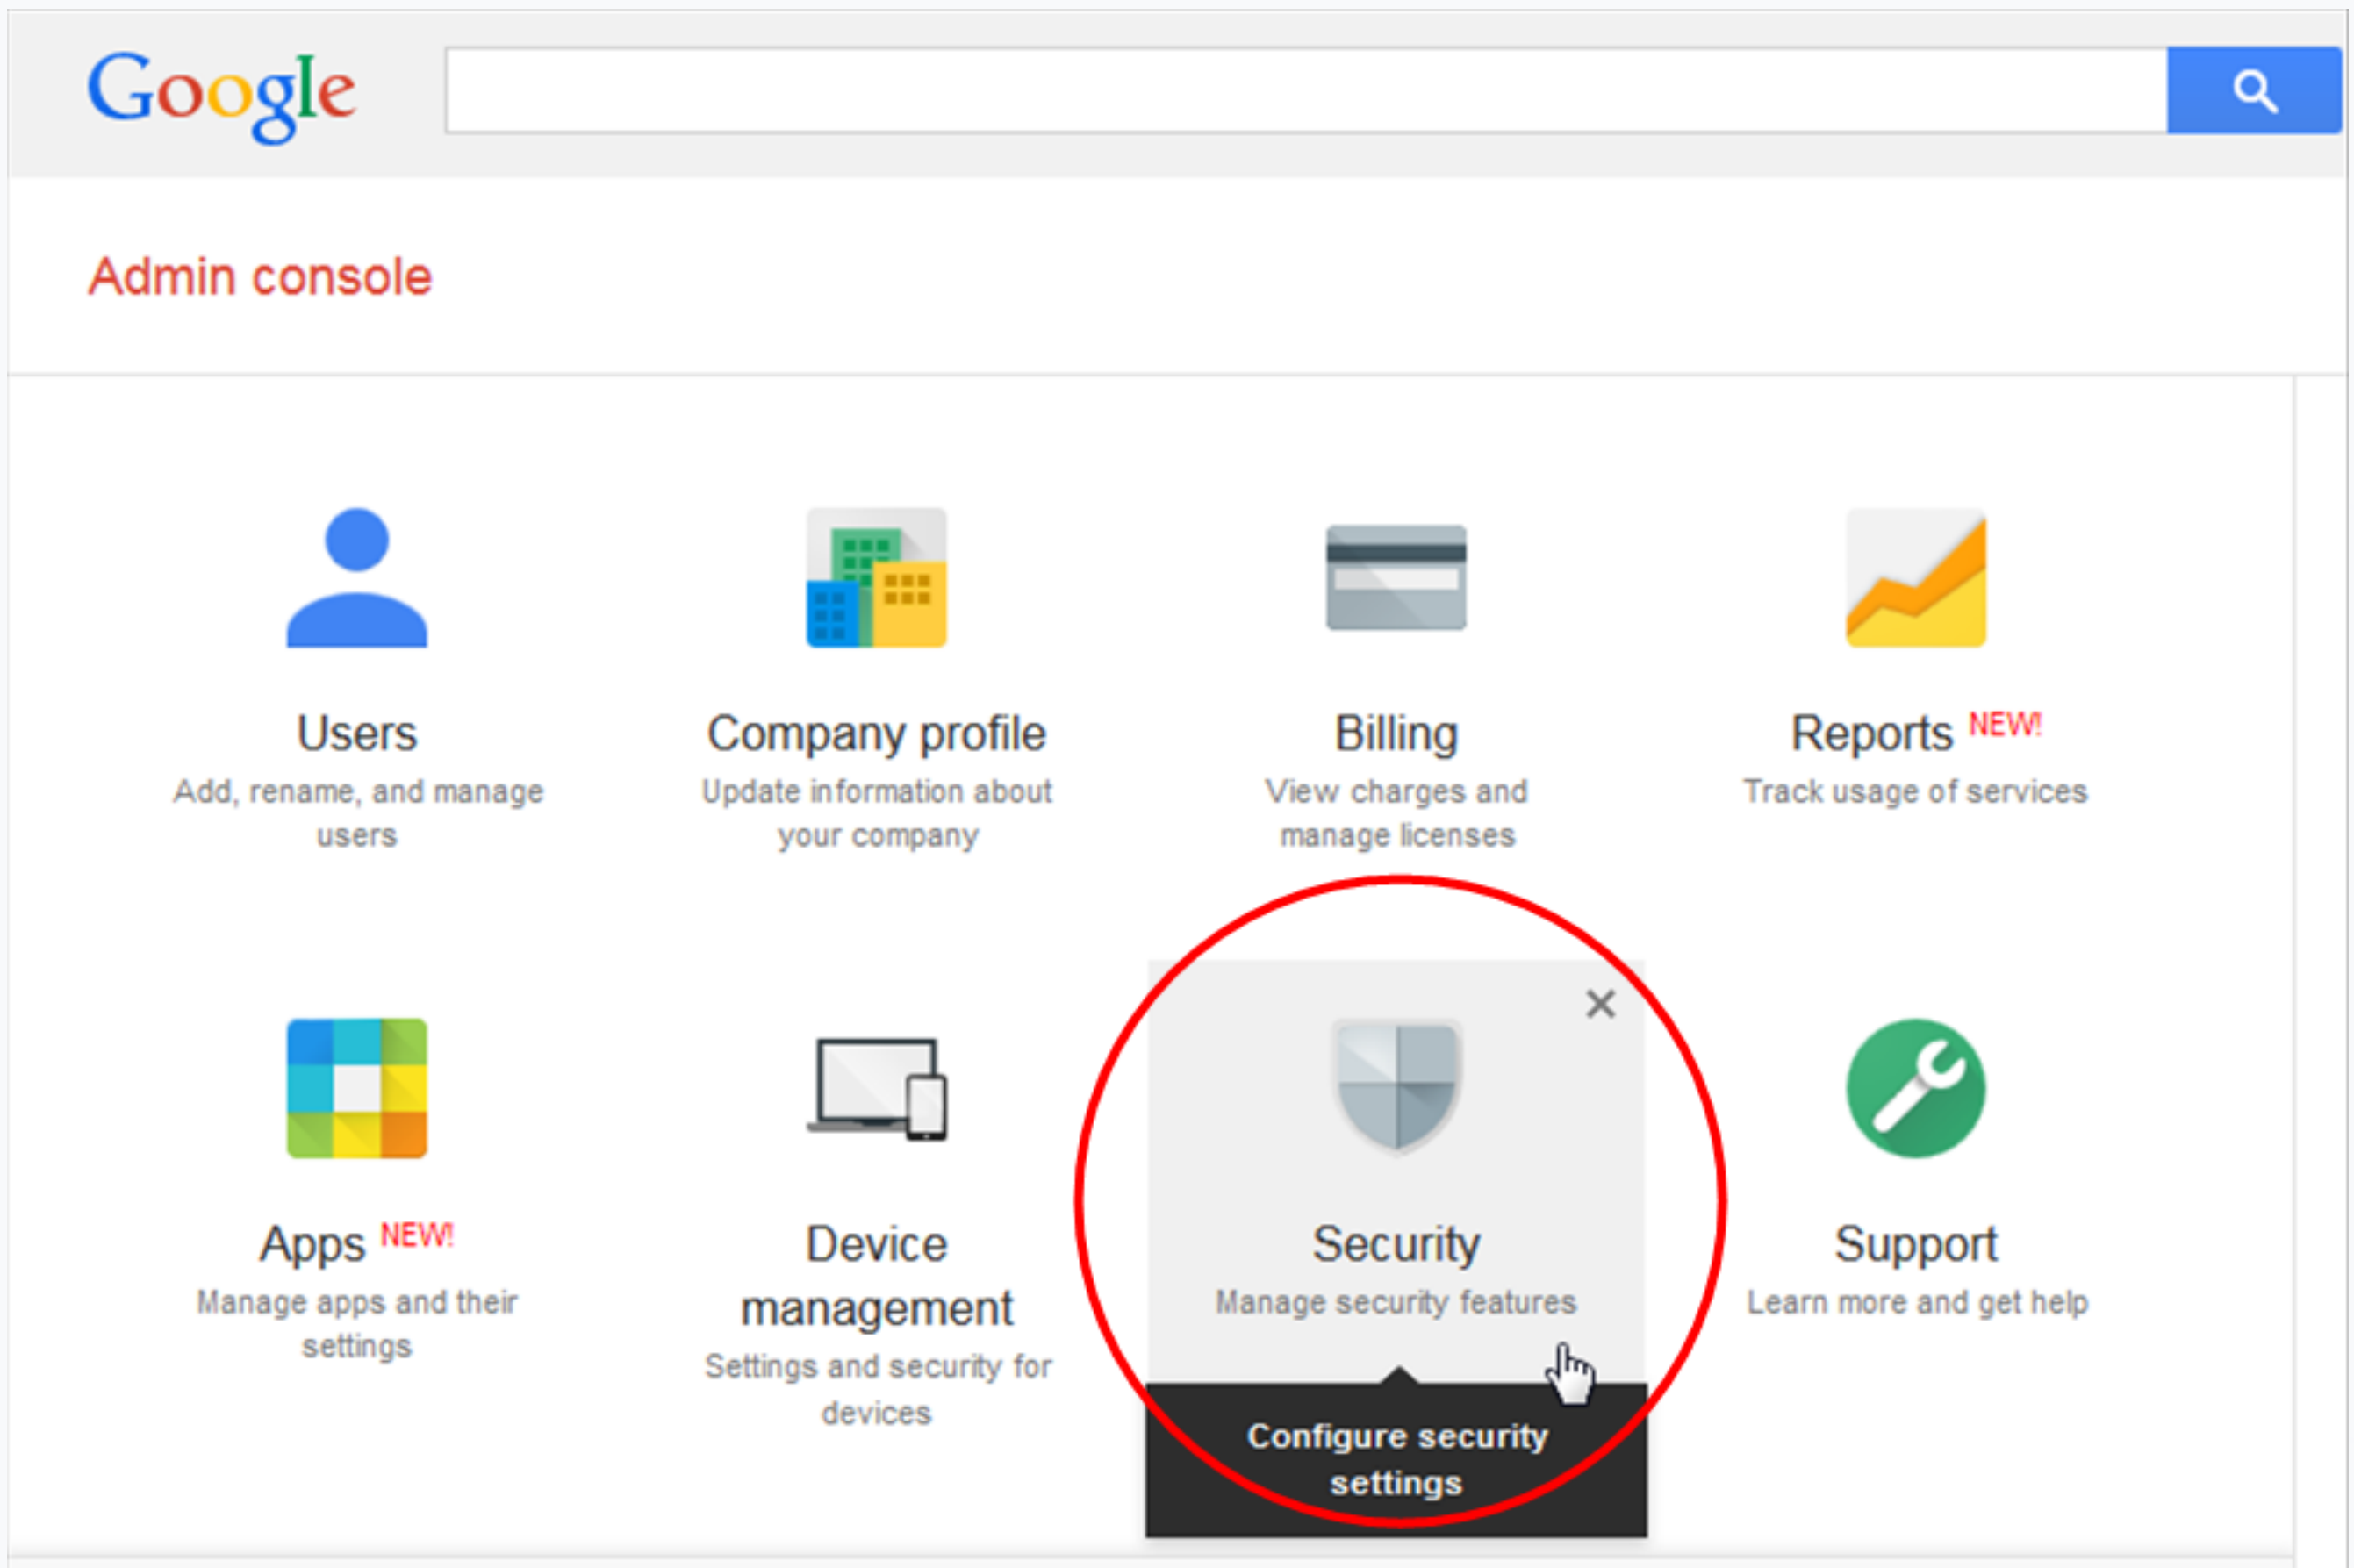 Google
Admin console
Users
Add, rename, and manage
users
Company profile
Update information about
your company
Billing
View charges and
manage licenses
Reports NEW!
Track usage of services
Apps NEW!
Manage apps and their
settings
Device
management
Settings and security for
devices
Security
Manage security features
Configure security
settings
Support
Learn more and get help